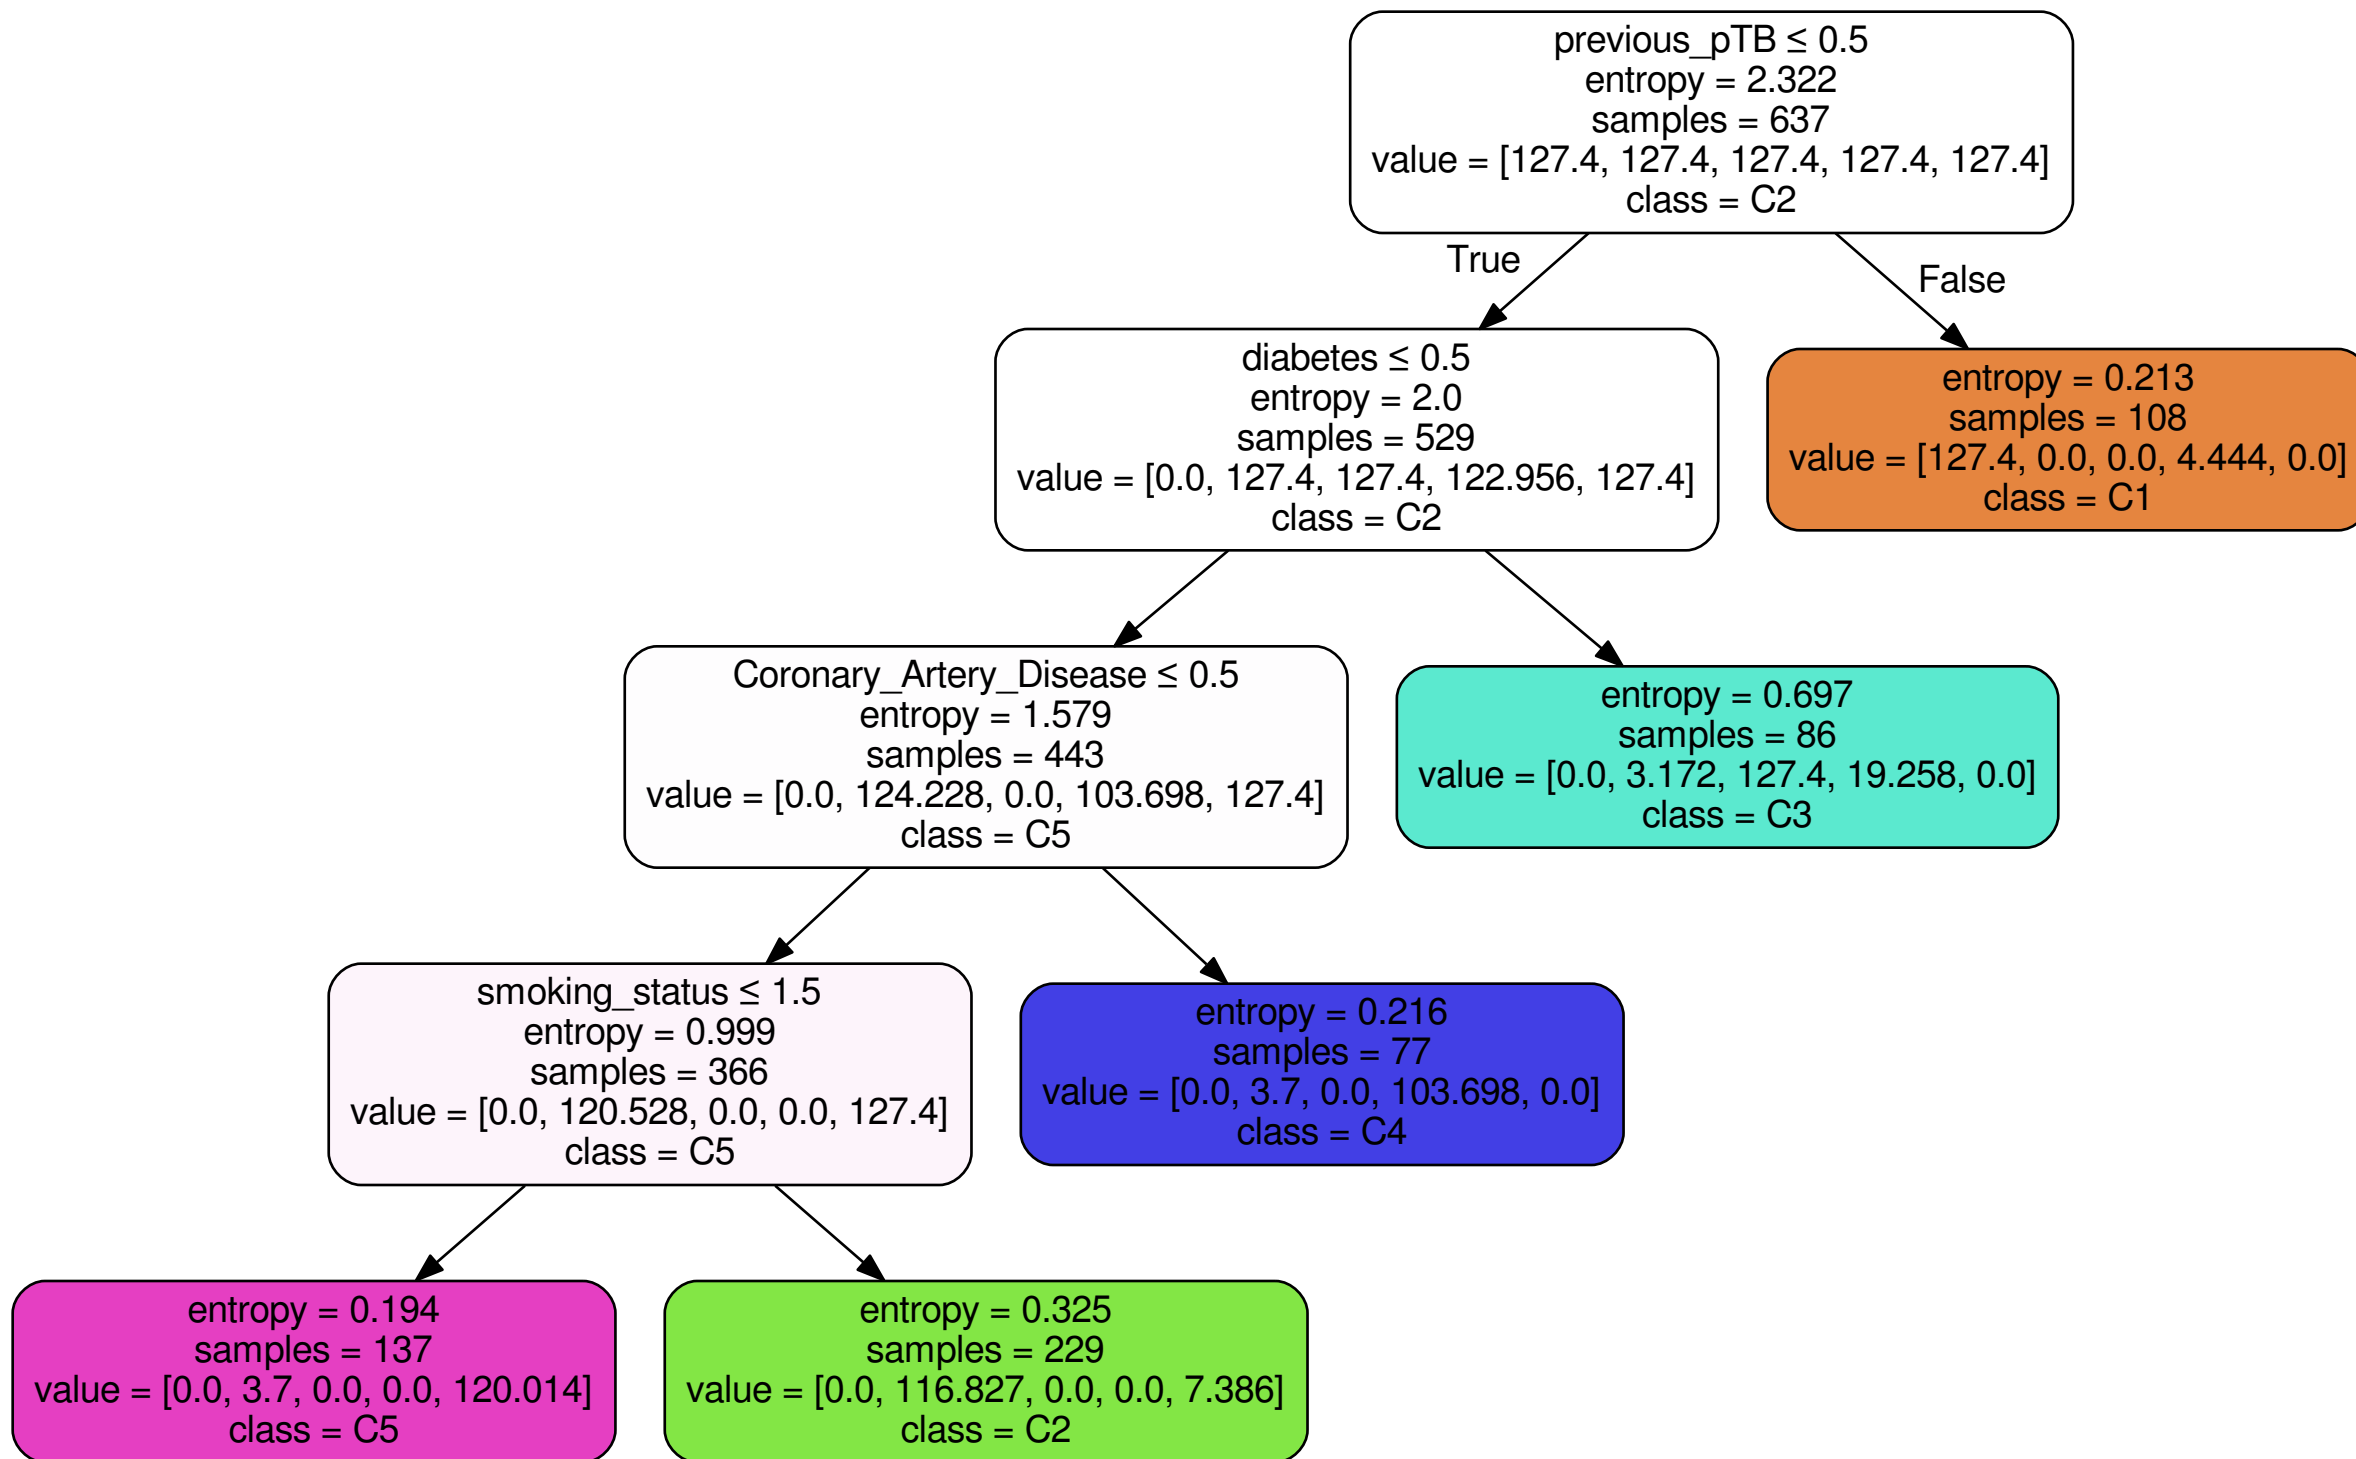 previous_pTB ≤ 0.5
entropy = 2.322
samples = 637
value = [127.4, 127.4, 127.4, 127.4, 127.4]
class = C2
True
False
diabetes ≤ 0.5
entropy = 2.0
samples = 529
value = [0.0, 127.4, 127.4, 122.956, 127.4]
class = C2
entropy = 0.213
samples = 108
value = [127.4, 0.0, 0.0, 4.444, 0.0]
class = C1
Coronary_Artery_Disease ≤ 0.5
entropy = 1.579
samples = 443
value = [0.0, 124.228, 0.0, 103.698, 127.4]
class = C5
entropy = 0.697
samples = 86
value = [0.0, 3.172, 127.4, 19.258, 0.0]
class = C3
smoking_status ≤ 1.5
entropy = 0.999
samples = 366
value = [0.0, 120.528, 0.0, 0.0, 127.4]
class = C5
entropy = 0.216
samples = 77
value = [0.0, 3.7, 0.0, 103.698, 0.0]
class = C4
entropy = 0.194
samples = 137
value = [0.0, 3.7, 0.0, 0.0, 120.014]
class = C5
entropy = 0.325
samples = 229
value = [0.0, 116.827, 0.0, 0.0, 7.386]
class = C2